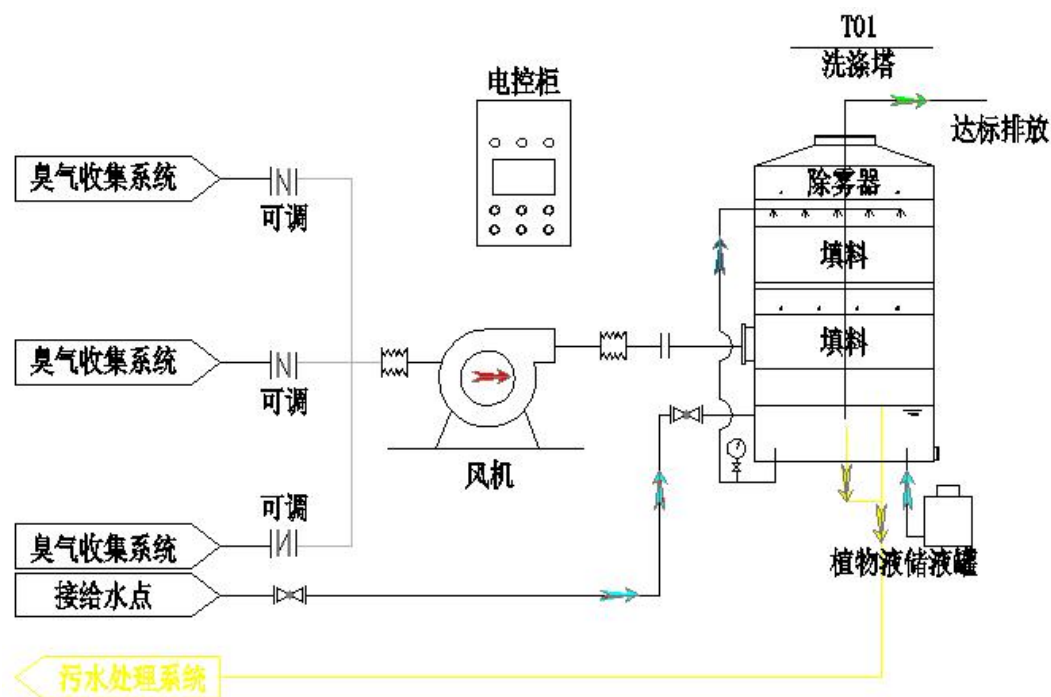 T01
洗涤塔
电控柜
达标排放
臭气收集系统
可调
除雾器
填料
臭气收集系统
可调
填料
风机
可调
臭气收集系统
植物液储液罐
接给水点
污水处理系统